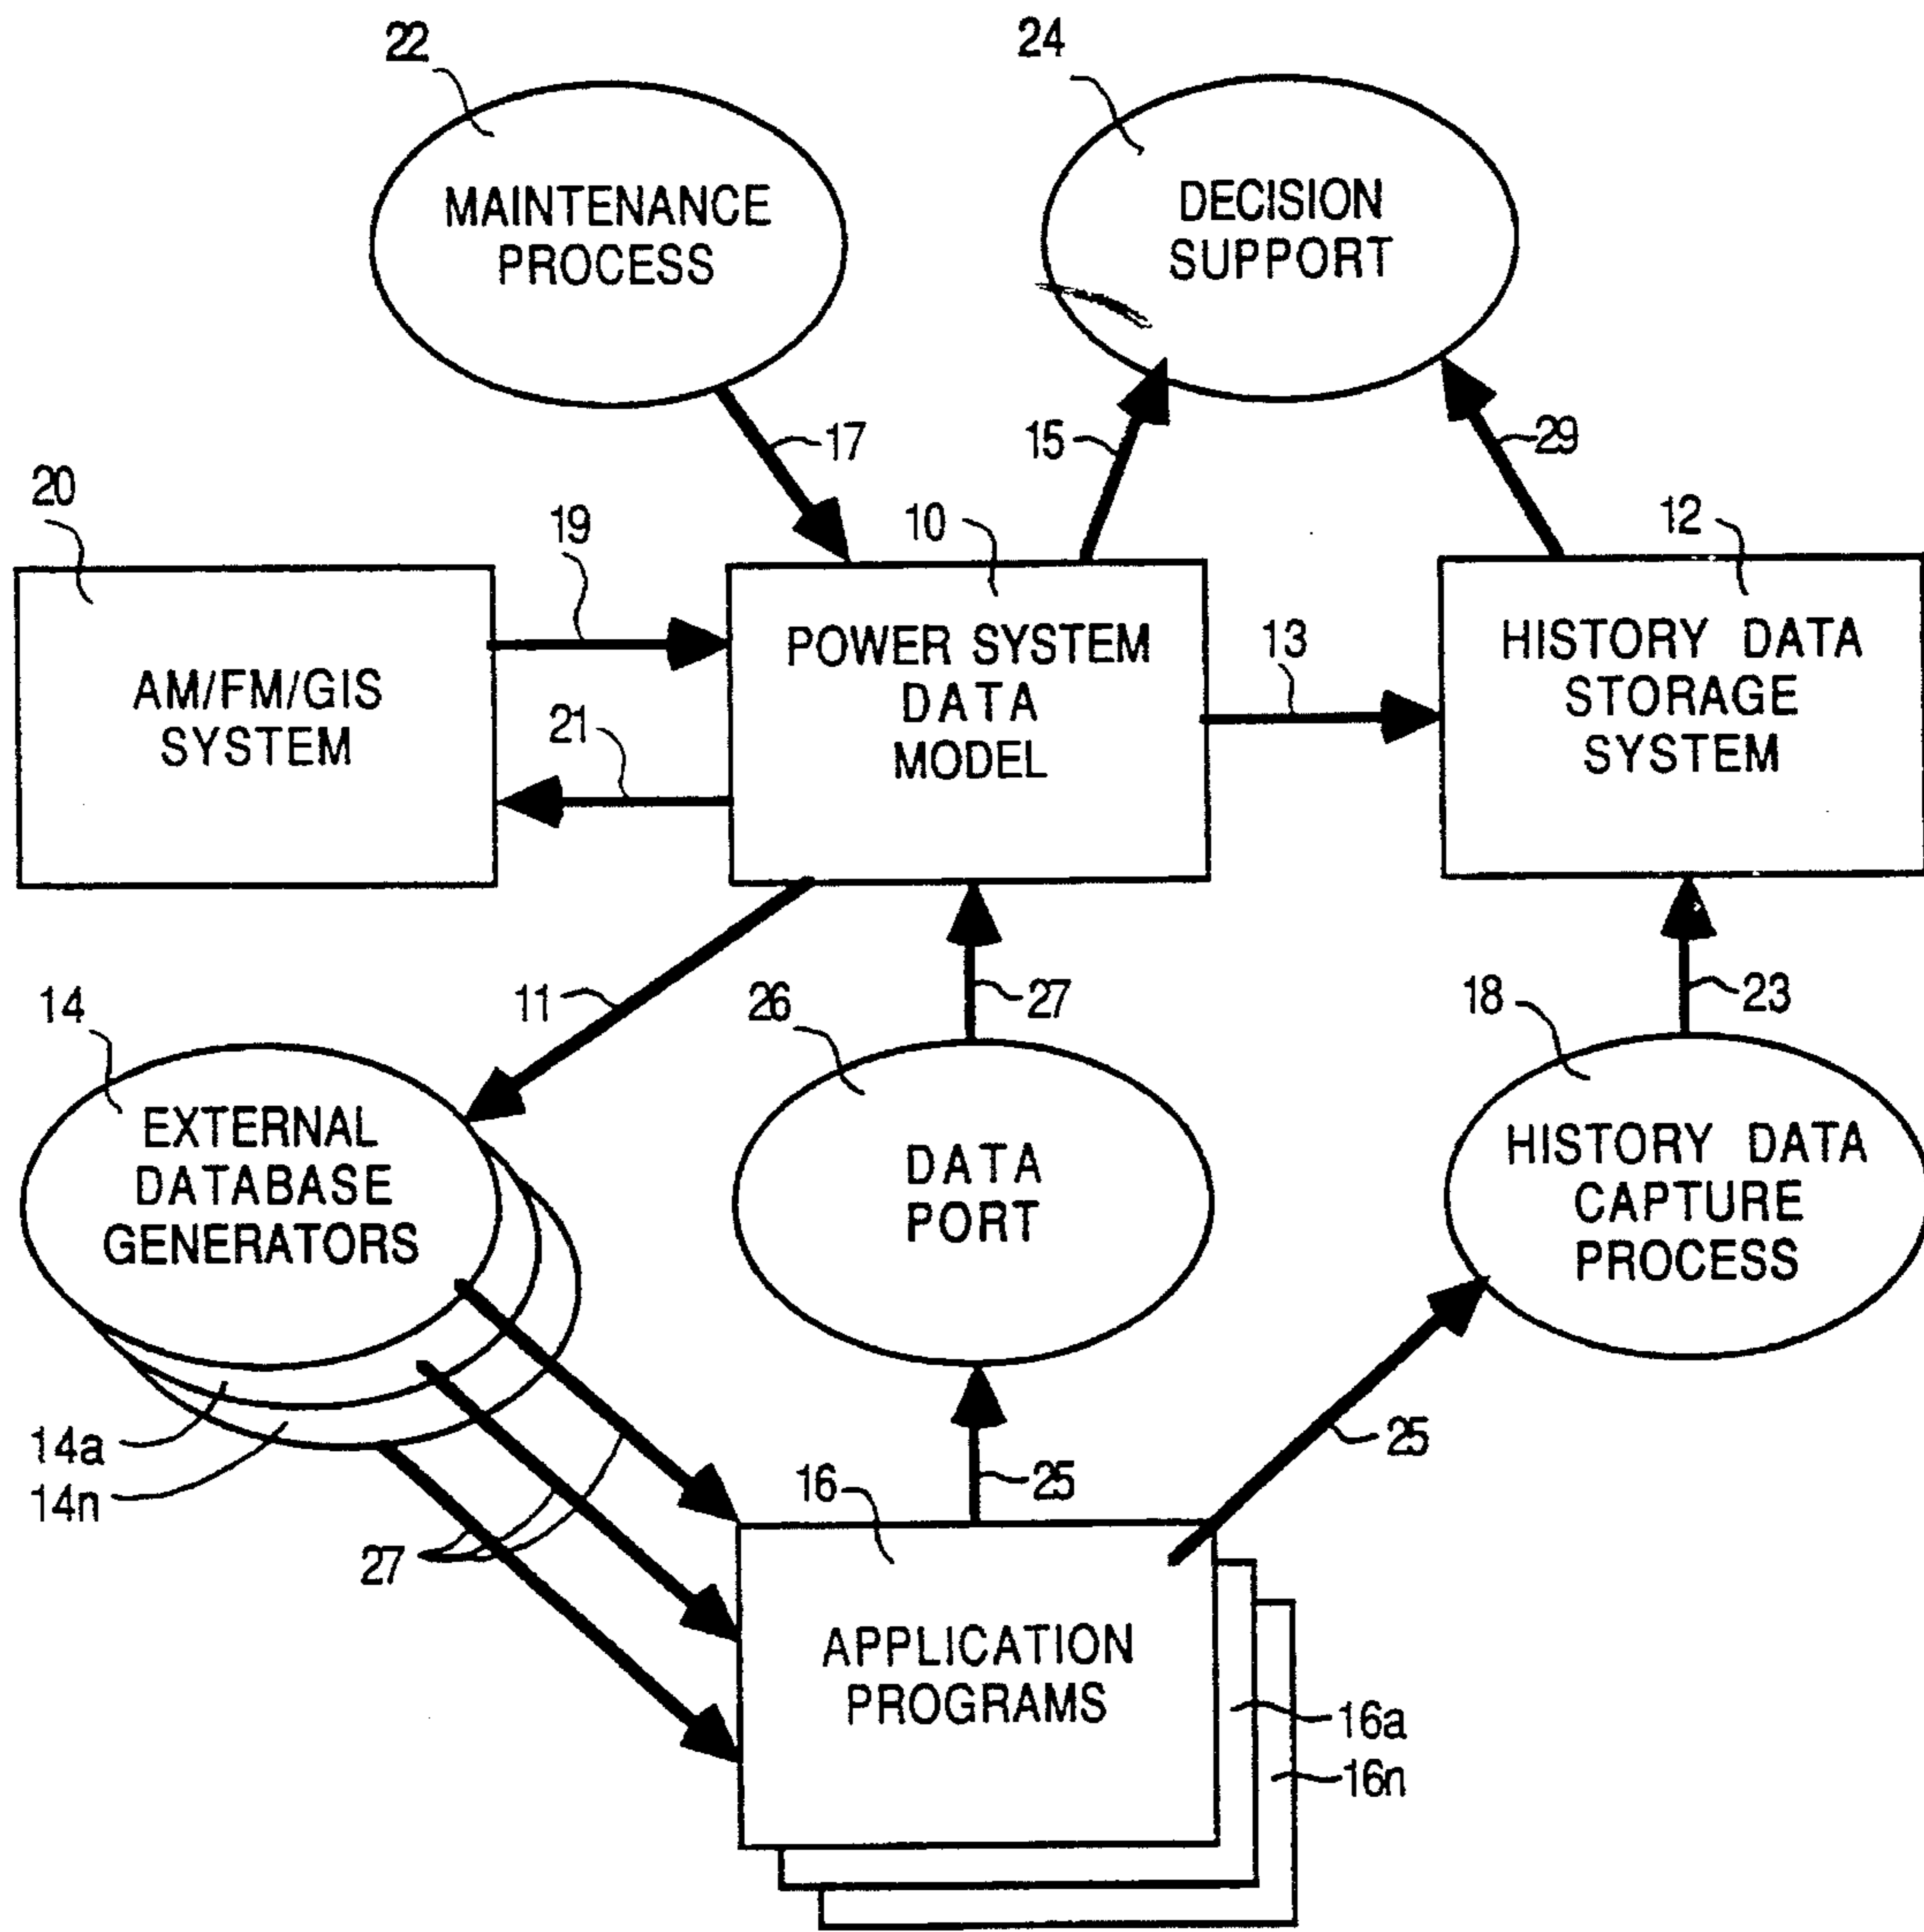 22
24
MAINTENANCE
PROCESS
DECISION
SUPPORT
17
15
29
20
19
10
12
AM/FM/GIS
SYSTEM
21
POWER SYSTEM
DATA
MODEL
13
HISTORY DATA
STORAGE
SYSTEM
14
11
26
27
18
23
EXTERNAL
DATABASE
GENERATORS
DATA
PORT
HISTORY DATA
CAPTURE
PROCESS
14a
14n
27
16
25
25
APPLICATION
PROGRAMS
16a
16n